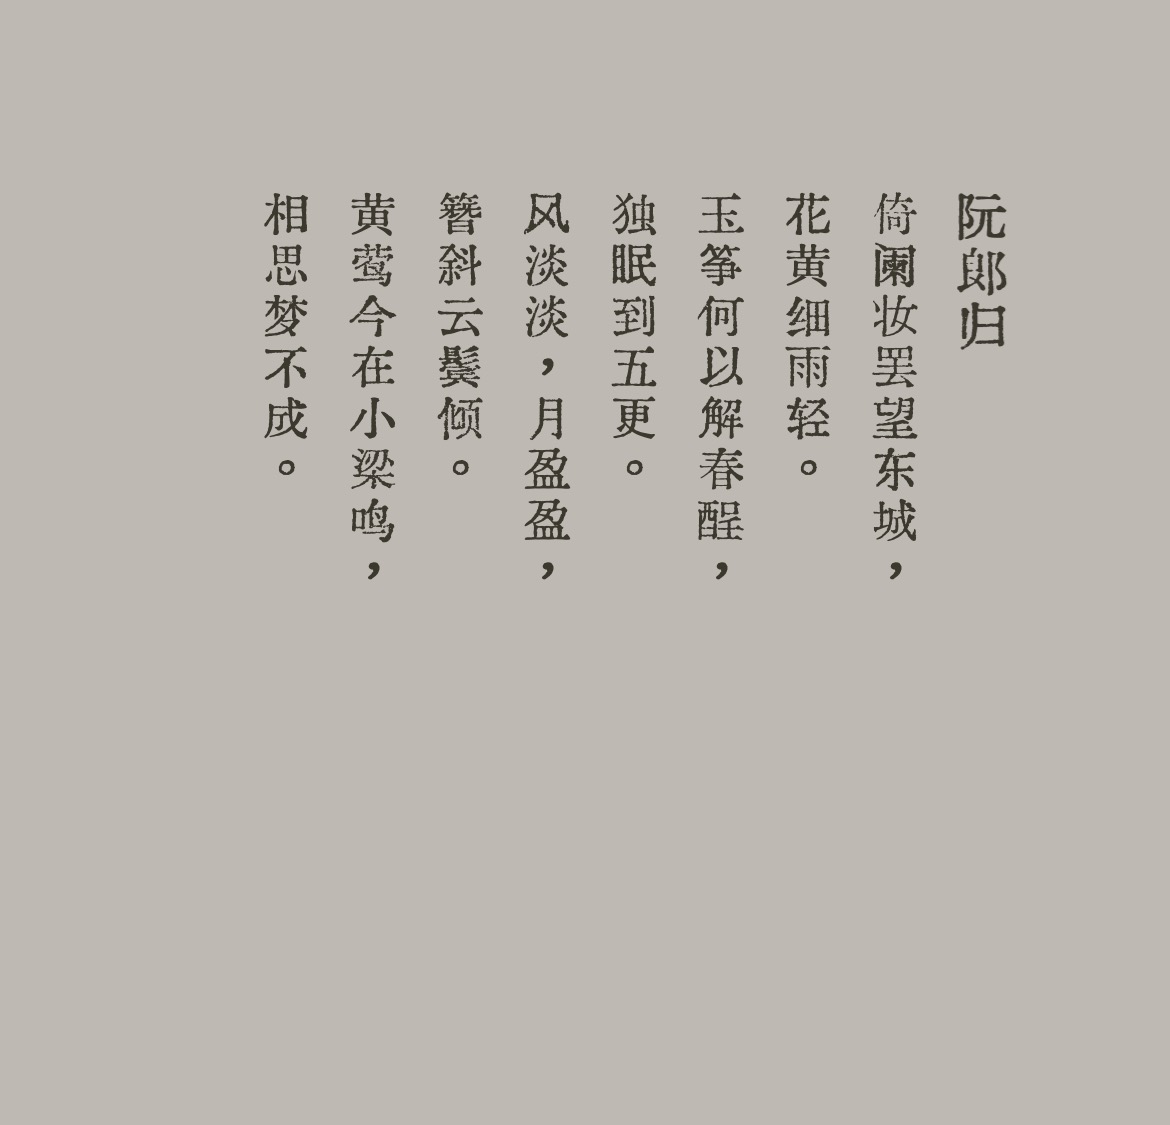 阮郎归
倚阑妆罢望东城，
花黄细雨轻。
玉筝何以解春酲，
独眠到五更。
风淡淡，月盈盈，
簪斜云鬓倾。
黄莺今在小梁鸣，
相思梦不成。